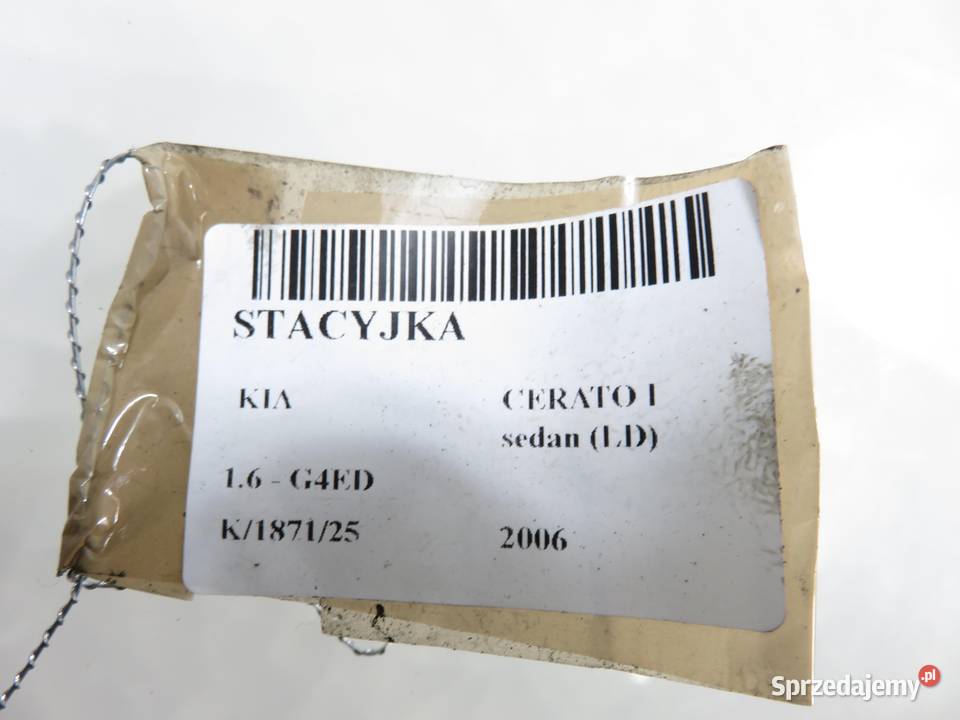 STACYJKA
KIA
CERATO I
sedan (LD)
1.6 - G4ED
K/1871/25
2006
Sprzedajemy.pl